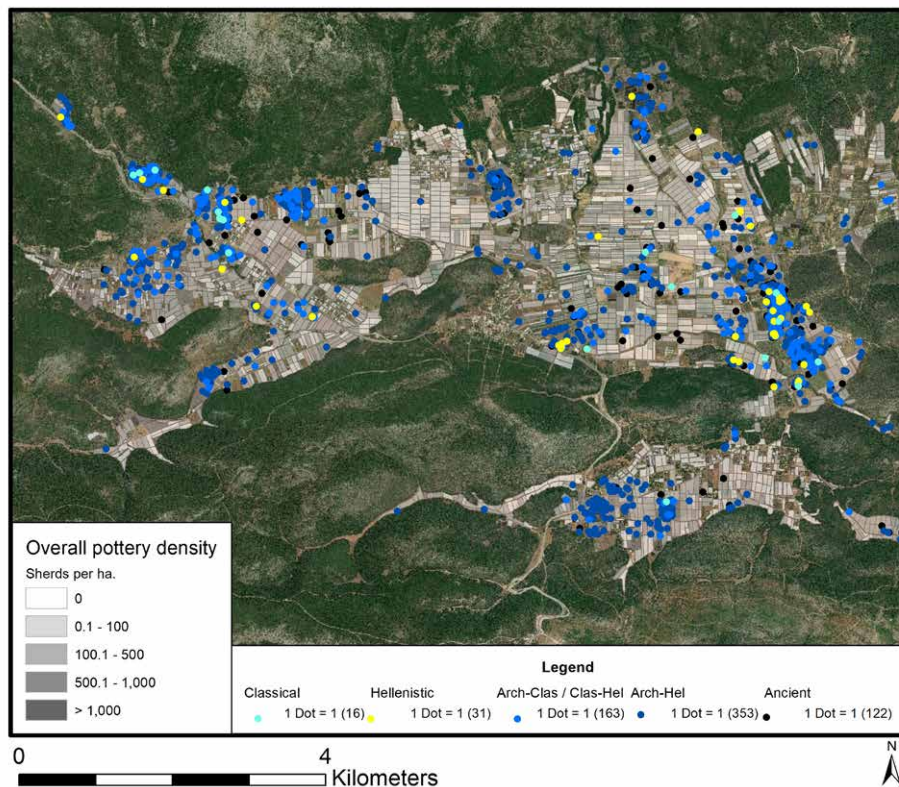 Overall pottery density
Sherds per ha.
0
0.1 - 100
100.1 - 500
500.1 - 1,000
> 1,000
Legend
Classical Hellenistic Arch-Clas / Clas-Hel Arch-Hel Ancient
1 Dot = 1 (16) 1 Dot = 1 (31) 1 Dot = 1 (163) 1 Dot = 1 (353) 1 Dot = 1 (122)
0 4
Kilometers
N